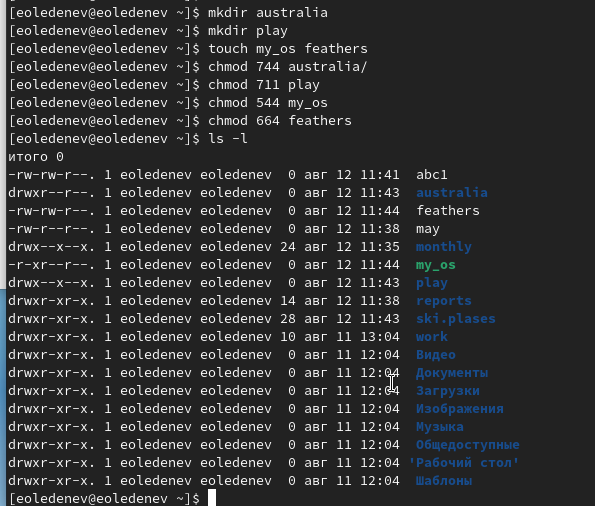 [eoledenev@eoledenev ~]$ mkdir australia
[eoledenev@eoledenev ~]$ mkdir play
[eoledenev@eoledenev ~]$ touch my_os feathers
[eoledenev@eoledenev ~]$ chmod 744 australia/
[eoledenev@eoledenev ~]$ chmod 711 play
[eoledenev@eoledenev ~]$ chmod 544 my_os
[eoledenev@eoledenev ~]$ chmod 664 feathers
[eoledenev@eoledenev ~]$ ls -l
итого 0
-rw-rw-r--. 1 eoledenev eoledenev  0 авг 12 11:41  abc1
drwxr--r--. 1 eoledenev eoledenev  0 авг 12 11:43  australia
-rw-rw-r--. 1 eoledenev eoledenev  0 авг 12 11:44  feathers
-rw-r--r--. 1 eoledenev eoledenev  0 авг 12 11:38  may
drwx--x--x. 1 eoledenev eoledenev 24 авг 12 11:35  monthly
-r-xr--r--. 1 eoledenev eoledenev  0 авг 12 11:44  my_os
drwx--x--x. 1 eoledenev eoledenev  0 авг 12 11:43  play
drwxr-xr-x. 1 eoledenev eoledenev 14 авг 12 11:38  reports
drwxr-xr-x. 1 eoledenev eoledenev 28 авг 12 11:43  ski.plases
drwxr-xr-x. 1 eoledenev eoledenev 10 авг 11 13:04  work
drwxr-xr-x. 1 eoledenev eoledenev  0 авг 11 12:04  Видео
drwxr-xr-x. 1 eoledenev eoledenev  0 авг 11 12:04  Документы
drwxr-xr-x. 1 eoledenev eoledenev  0 авг 11 12:04  Загрузки
drwxr-xr-x. 1 eoledenev eoledenev  0 авг 11 12:04  Изображения
drwxr-xr-x. 1 eoledenev eoledenev  0 авг 11 12:04  Музыка
drwxr-xr-x. 1 eoledenev eoledenev  0 авг 11 12:04  Общедоступные
drwxr-xr-x. 1 eoledenev eoledenev  0 авг 11 12:04 'Рабочий стол'
drwxr-xr-x. 1 eoledenev eoledenev  0 авг 11 12:04  Шаблоны
[eoledenev@eoledenev ~]$